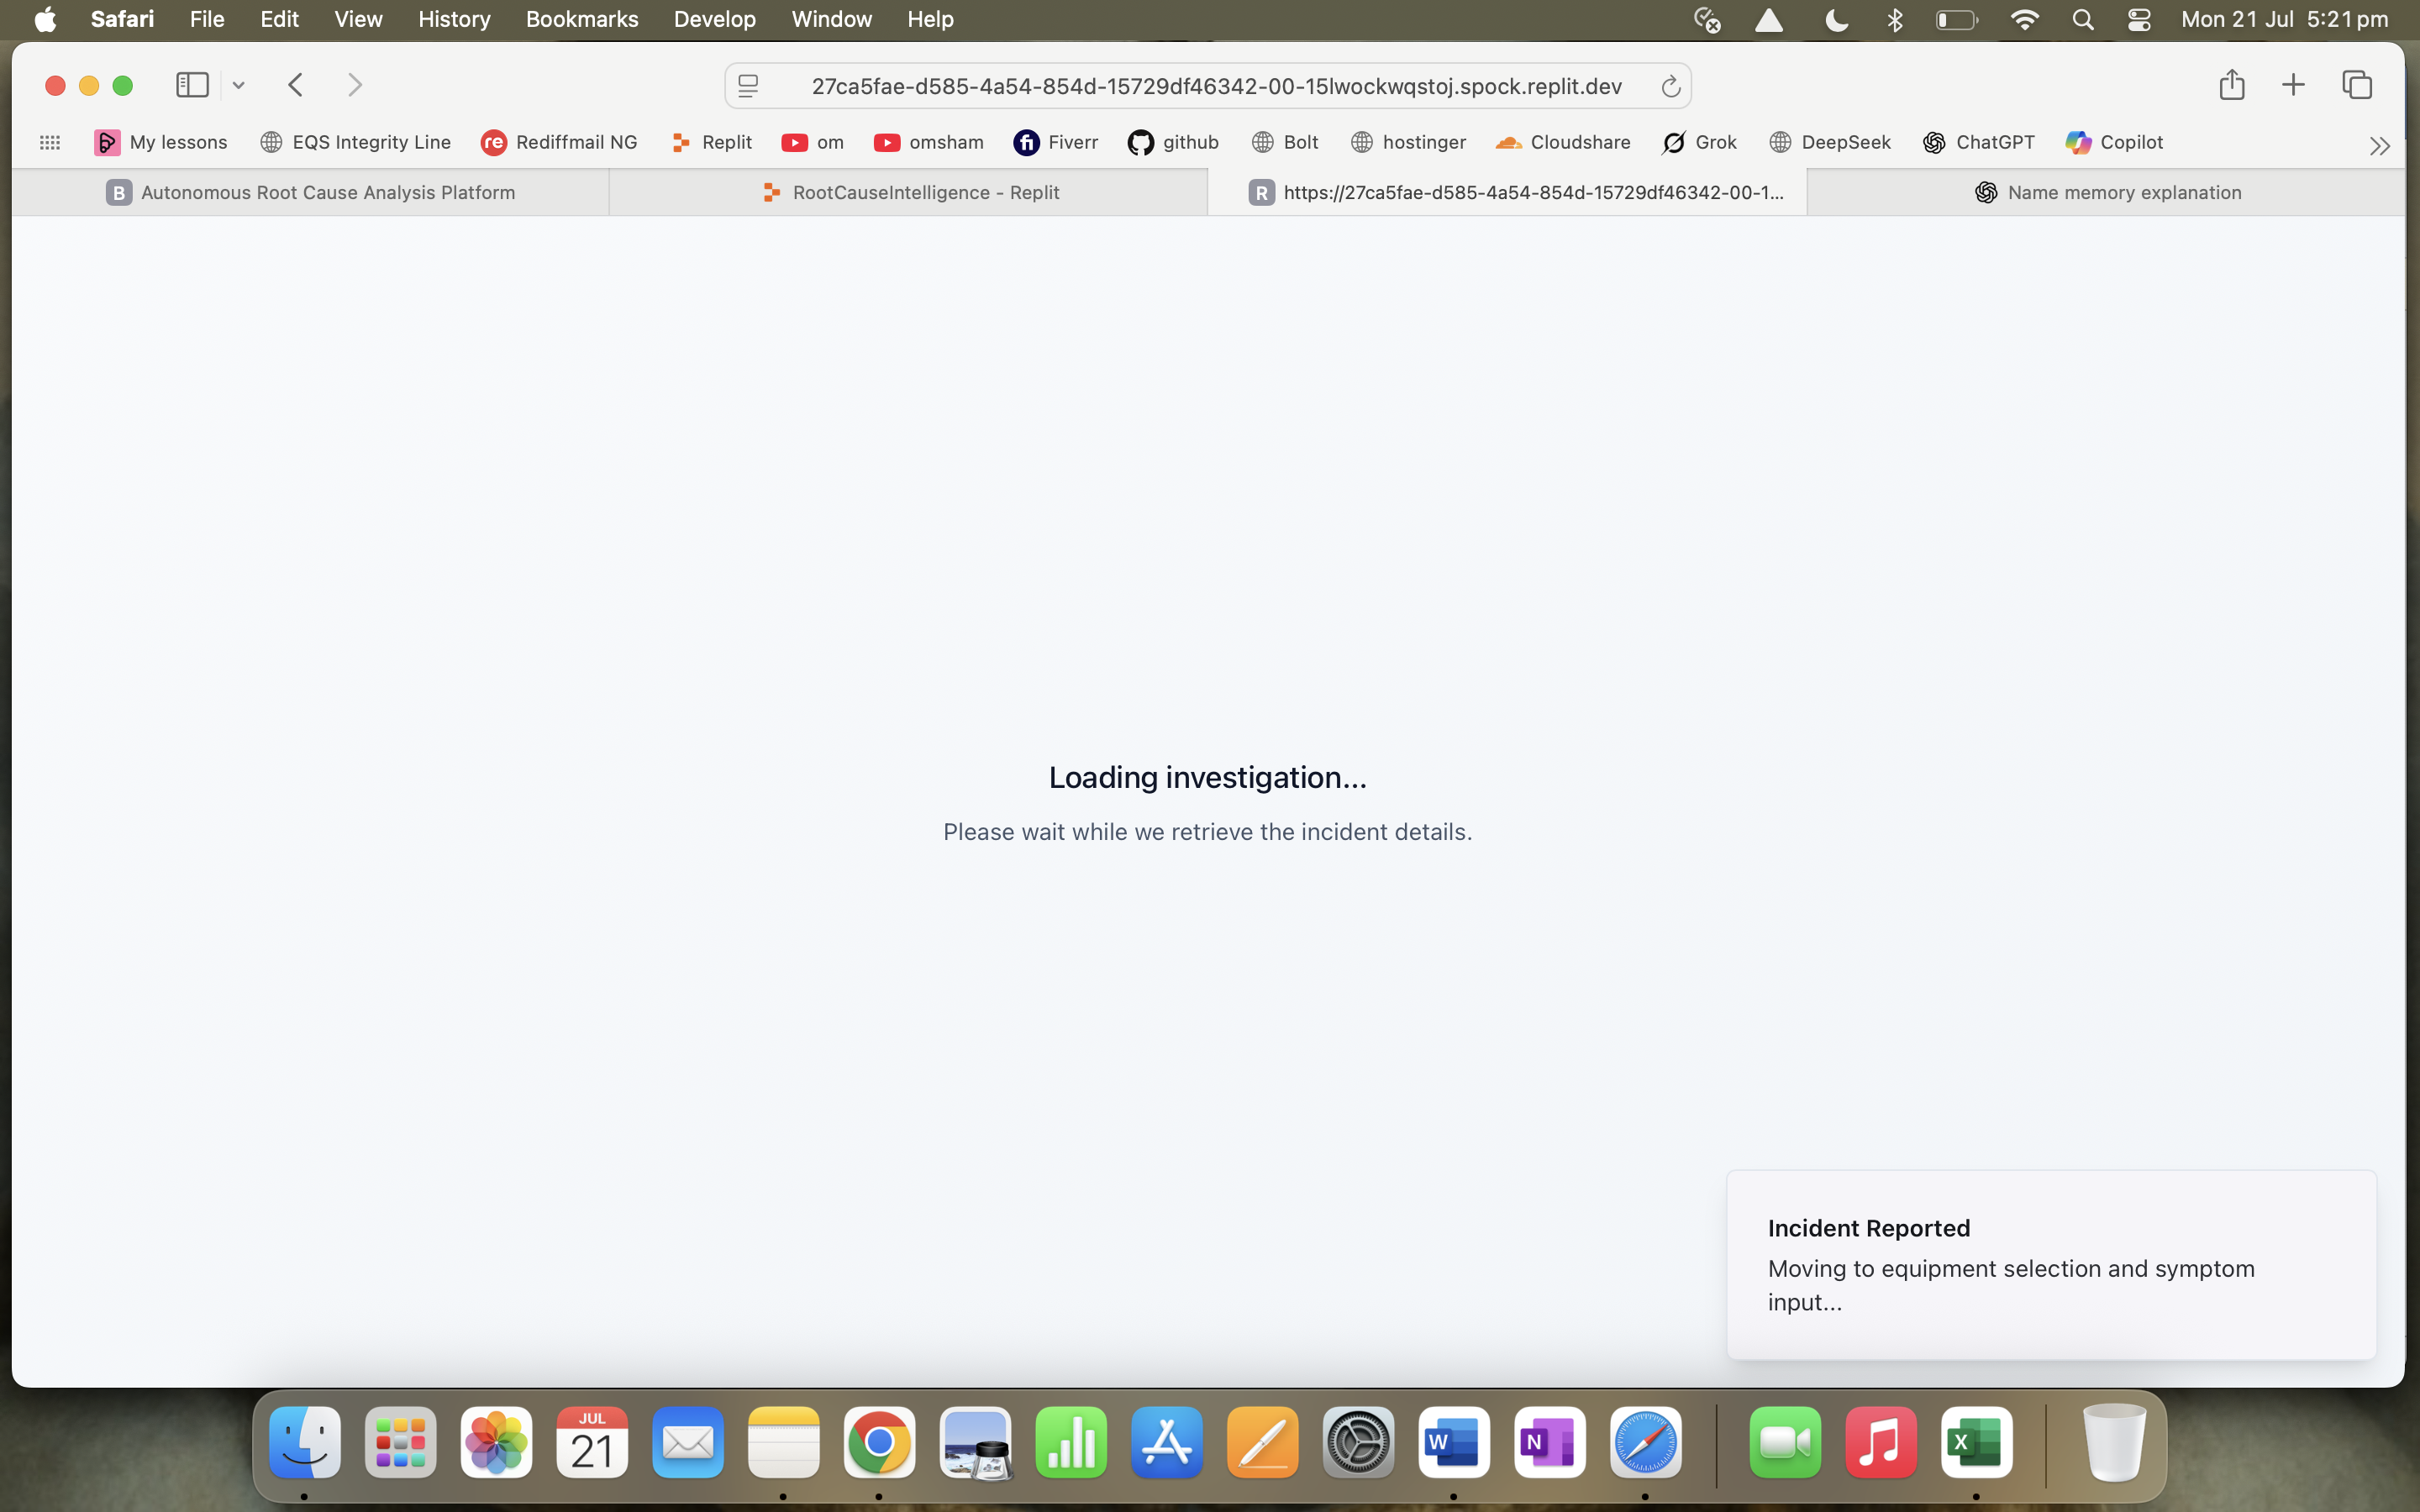 Safari File Edit View History Bookmarks Develop Window Help Mon 21 Jul 5:21 pm
27ca5fae-d585-4a54-854d-15729df46342-00-15lwockwqstoj.spock.replit.dev
My lessons EQS Integrity Line re Rediffmail NG Replit om omsham fi Fiverr github Bolt hostinger Cloudshare Grok DeepSeek ChatGPT Copilot
B Autonomous Root Cause Analysis Platform RootCauseIntelligence - Replit R https://27ca5fae-d585-4a54-854d-15729df46342-00-1... Name memory explanation
Loading investigation...
Please wait while we retrieve the incident details.
Incident Reported
Moving to equipment selection and symptom
input...
JUL
21
W N X